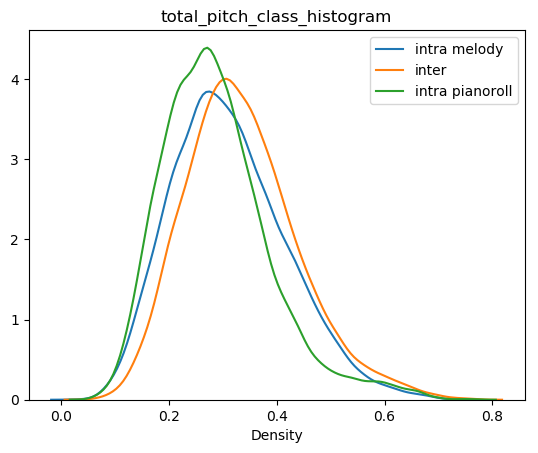 total_pitch_class_histogram
intra melody
inter
intra pianoroll
4
3
2
1
0
0.0 0.2 0.4 0.6 0.8
Density